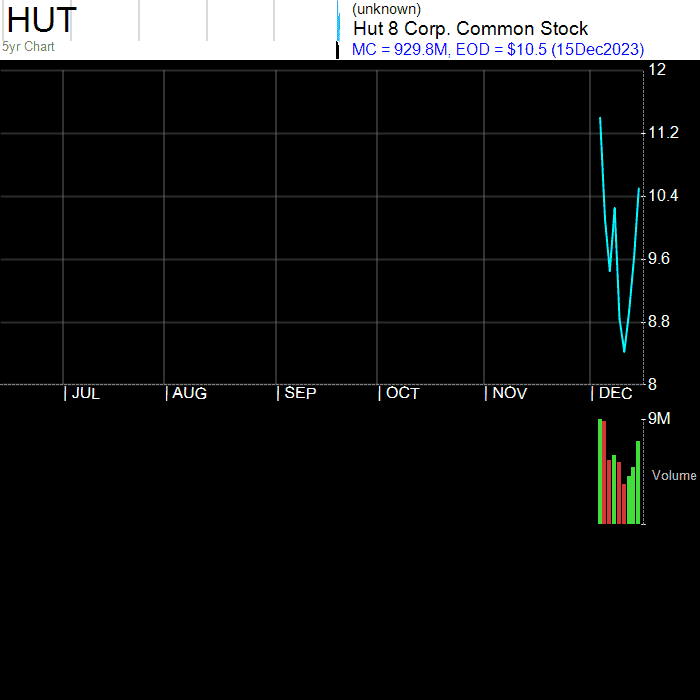 HUT
5yr Chart
(unknown)
Hut 8 Corp. Common Stock
MC = 929.8M, EOD = $10.5 (15Dec2023)
12
11.2
10.4
9.6
8.8
8
| JUL | AUG | SEP | OCT | NOV | DEC
9M
Volume